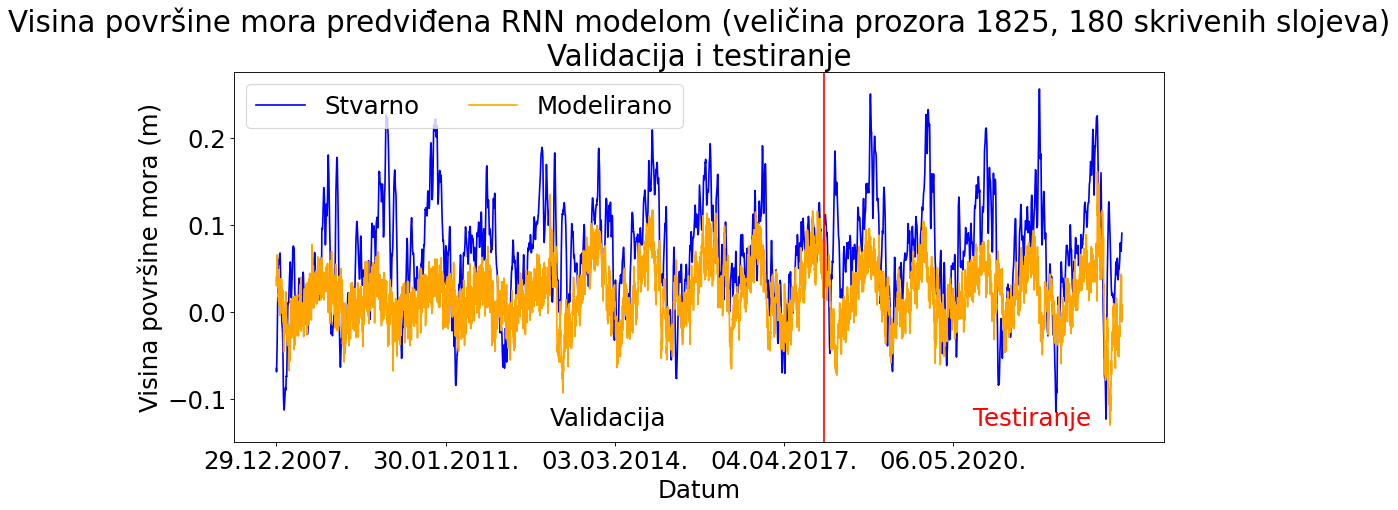 Visina površine mora predviđena RNN modelom (veličina prozora 1825, 180 skrivenih slojeva)
Validacija i testiranje
Stvarno
Modelirano
Visina površine mora (m)
0.2
0.1
0.0
−0.1
Validacija
Testiranje
29.12.2007.
30.01.2011.
03.03.2014.
04.04.2017.
06.05.2020.
Datum